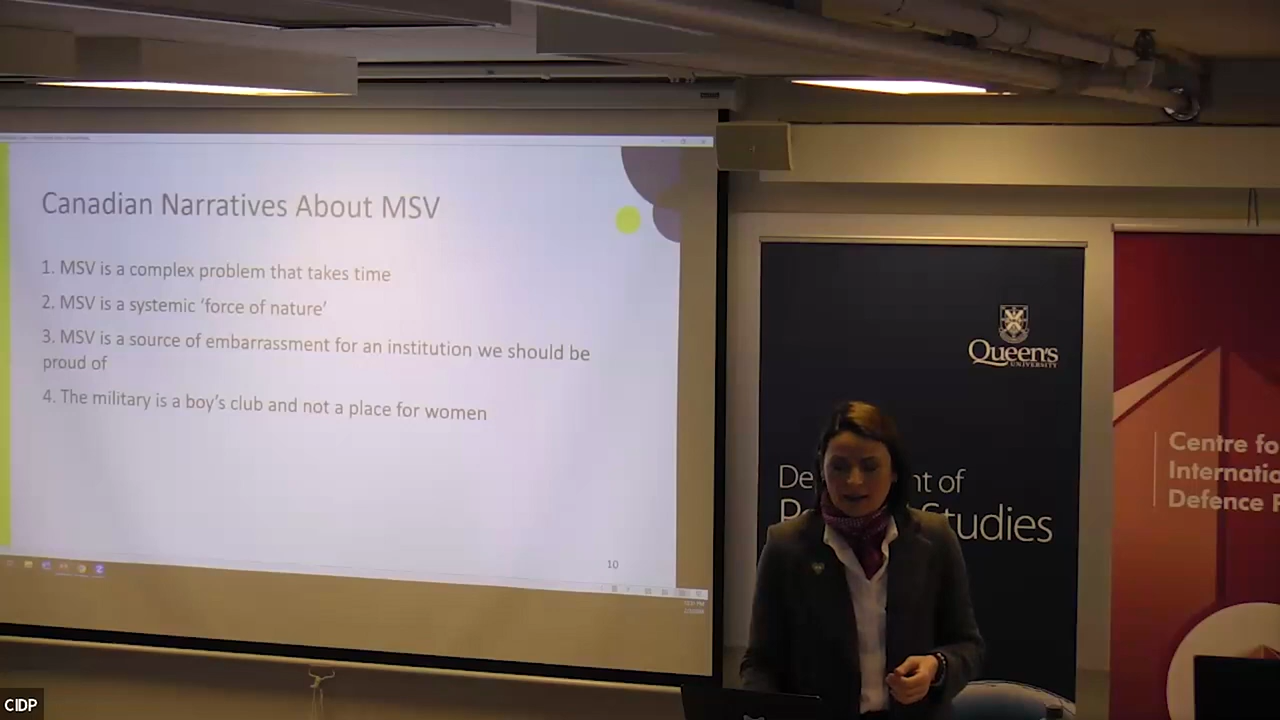 Canadian Narratives About MSV
1. MSV is a complex problem that takes time
2. MSV is a systemic ‘force of nature’
3. MSV is a source of embarrassment for an institution we should be
proud of
4. The military is a boy’s club and not a place for women
10
Queen's
UNIVERSITY
De nt of
Studies
Centre fo
Internatio
Defence
CIDP